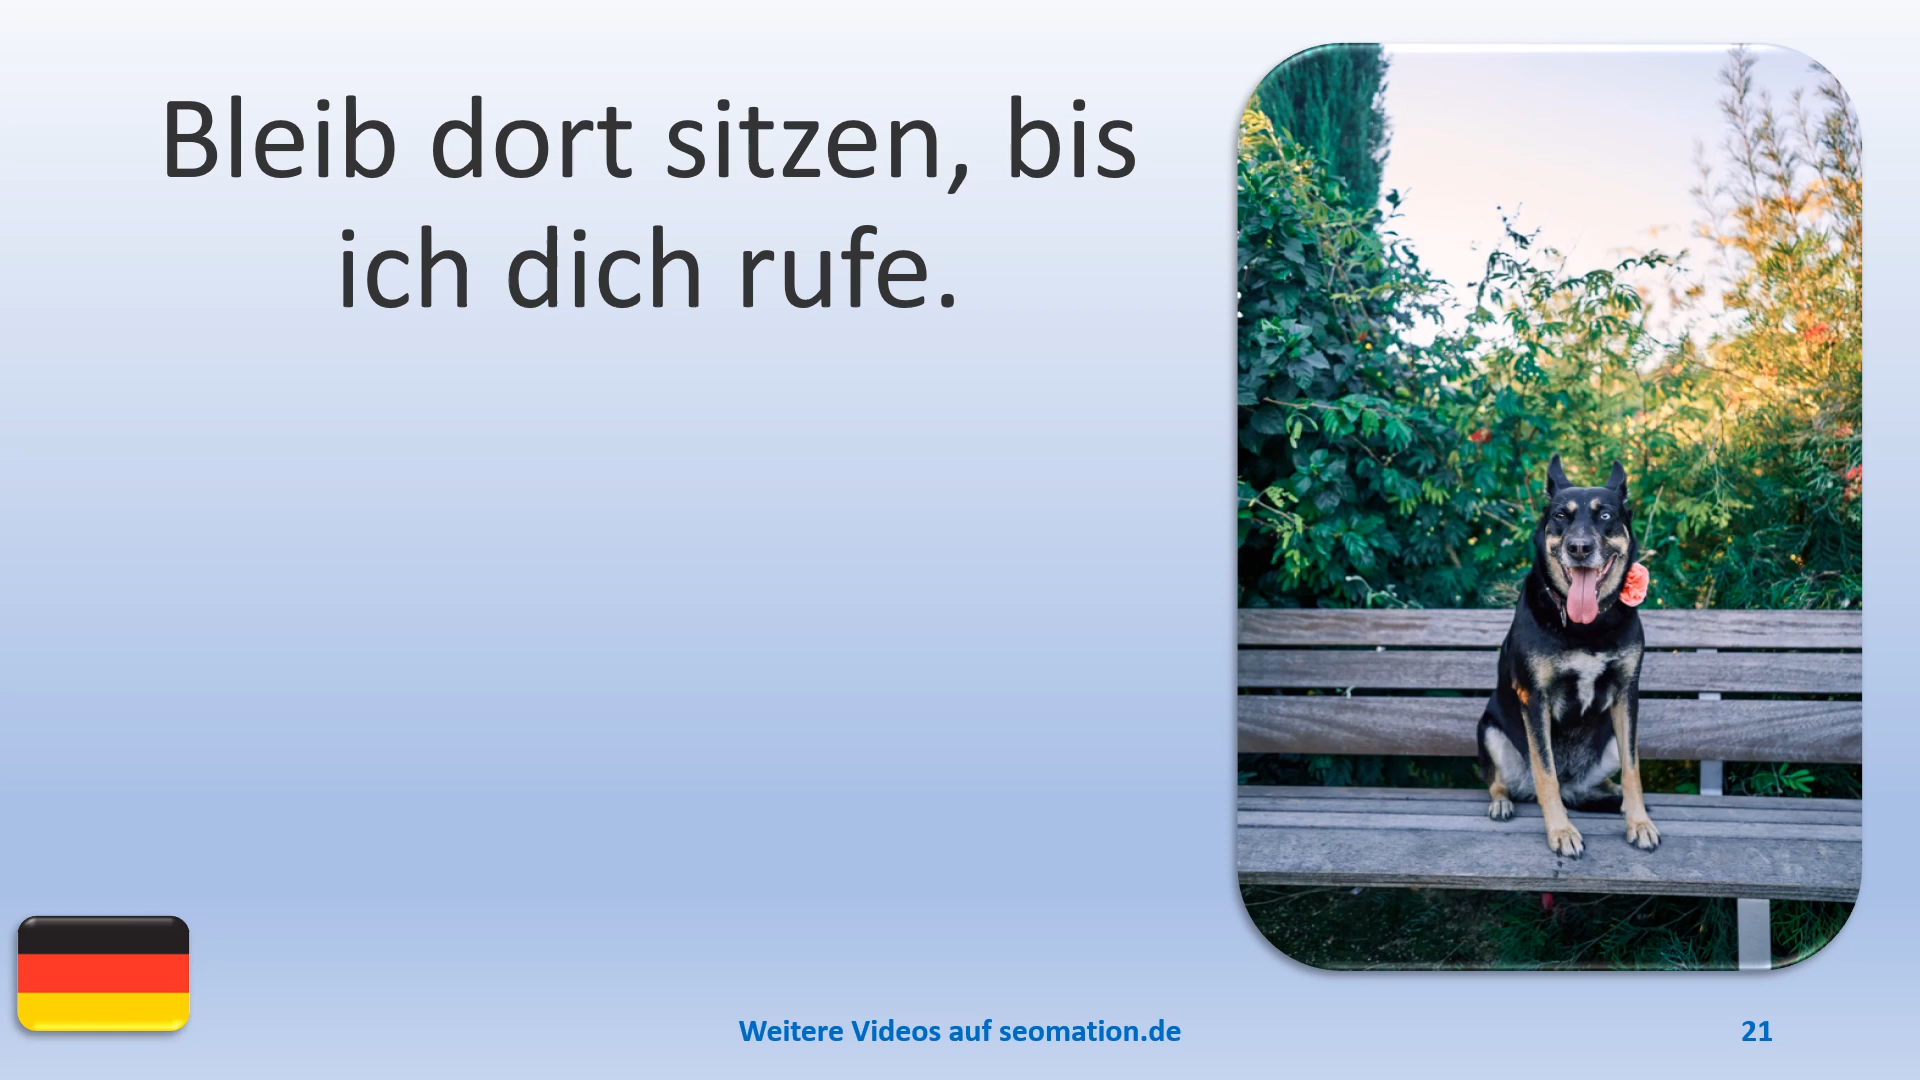 Bleib dort sitzen, bis
ich dich rufe.
Weitere Videos auf seomation.de
21